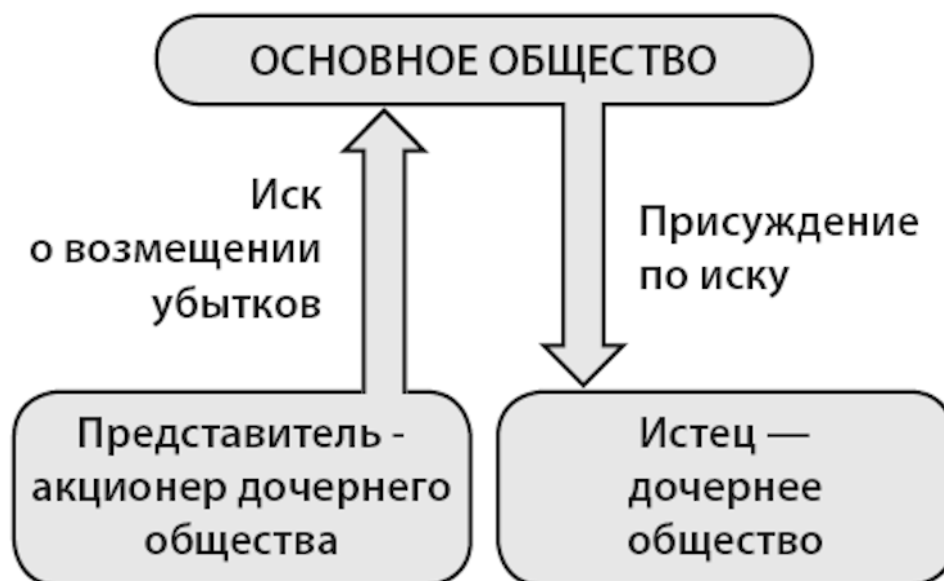 ОСНОВНОЕ ОБЩЕСТВО
Иск
о возмещении
убытков
Присуждение
по иску
Представитель -
акционер дочернего
общества
Истец —
дочернее
общество